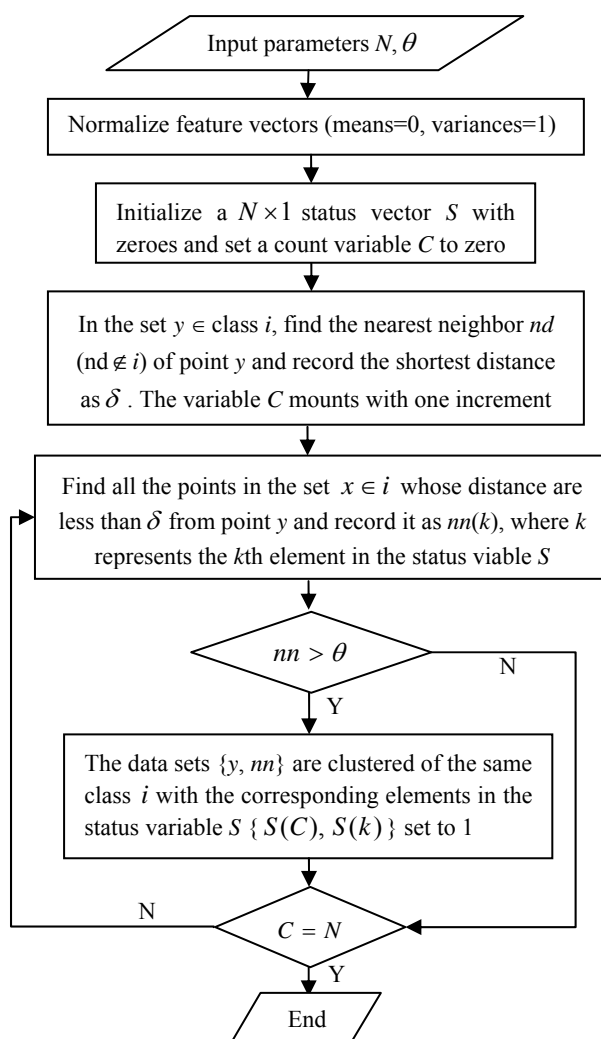 Input parameters N, θ
Normalize feature vectors (means=0, variances=1)
Initialize a N × 1 status vector S with
zeroes and set a count variable C to zero
In the set y ∈ class i, find the nearest neighbor nd
(nd ∉ i) of point y and record the shortest distance
as δ . The variable C mounts with one increment
Find all the points in the set x ∈ i whose distance are
less than δ from point y and record it as nn(k), where k
represents the kth element in the status viable S
nn > θ
N
Y
The data sets {y, nn} are clustered of the same
class i with the corresponding elements in the
status variable S { S(C), S(k) } set to 1
N
C = N
Y
End